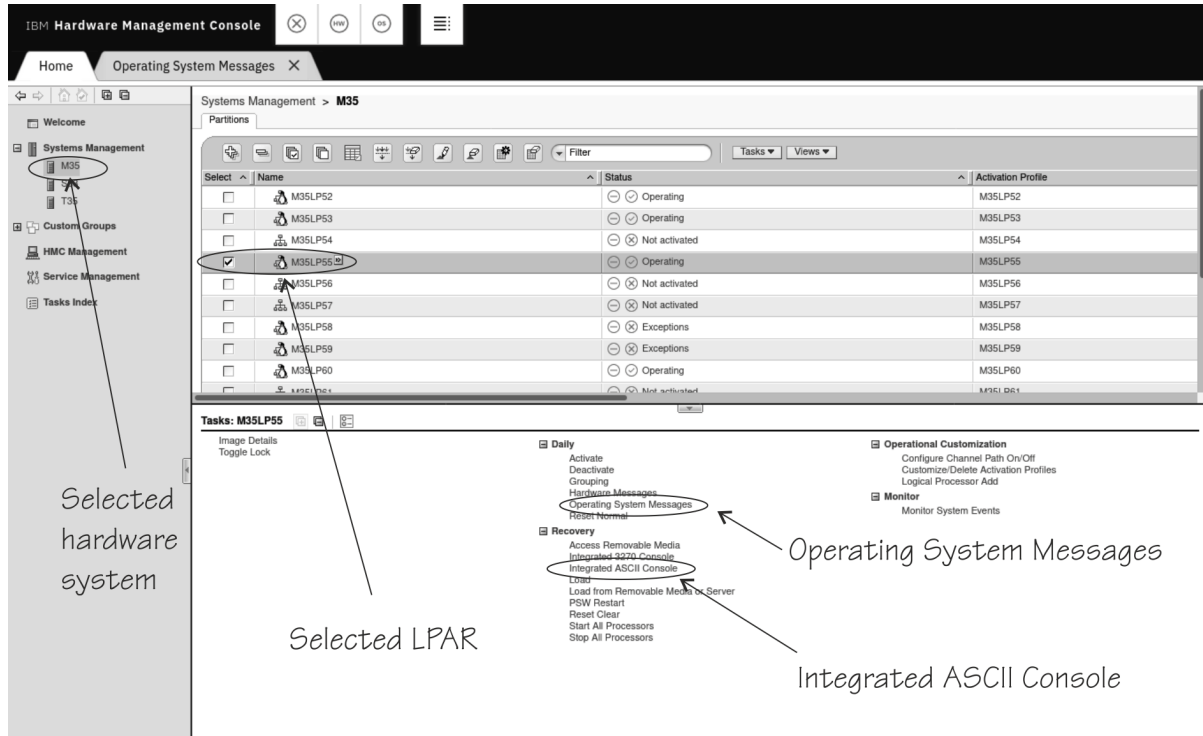 IBM Hardware Management Console
HW
OS
Home
Operating System Messages X
Systems Management > M35
Partitions
Welcome
Systems Management
M35
T35
Custom Groups
HMC Management
Service Management
Tasks Index
Filter
Tasks
Views
Select Name Status Activation Profile
M35LP52 Operating M35LP52
M35LP53 Operating M35LP53
M35LP54 Not activated M35LP54
M35LP55 Operating M35LP55
M35LP56 Not activated M35LP56
M35LP57 Not activated M35LP57
M35LP58 Exceptions M35LP58
M35LP59 Exceptions M35LP59
M35LP60 Operating M35LP60
M35LP61 Not activated M35LP61
Tasks: M35LP55
Image Details
Toggle Lock
Daily
Activate
Deactivate
Grouping
Hardware Messages
Operating System Messages
Reset Normal
Recovery
Access Removable Media
Integrated 3270 Console
Integrated ASCII Console
Load
Load from Removable Media or Server
PSW Restart
Reset Clear
Start All Processors
Stop All Processors
Operational Customization
Configure Channel Path On/Off
Customize/Delete Activation Profiles
Logical Processor Add
Monitor
Monitor System Events
Selected
hardware
system
Selected LPAR
Operating System Messages
Integrated ASCII Console